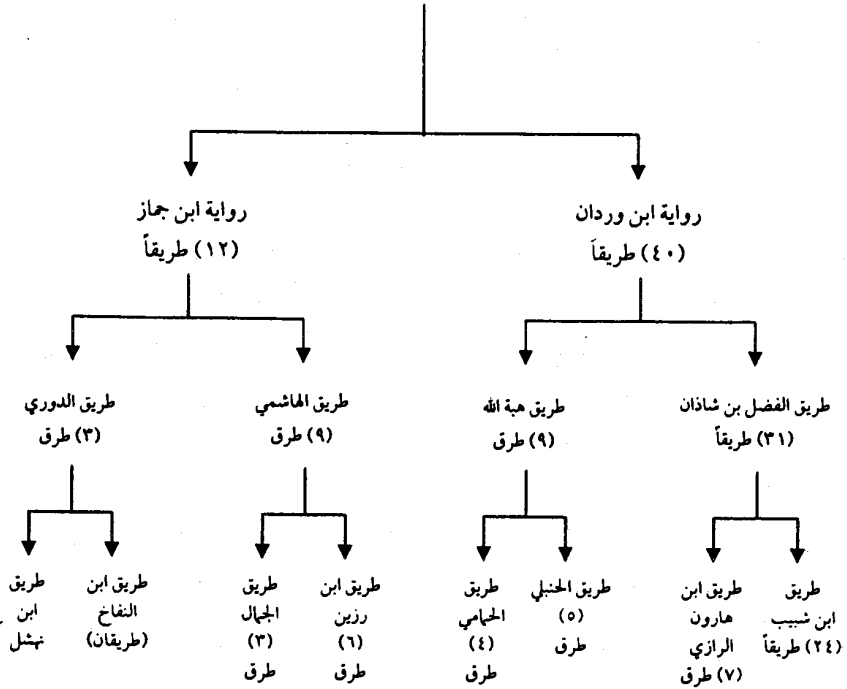 رواية ابن وردان
(٤٠) طريقاً
رواية ابن جماز
(١٢) طريقاً
طريق الفضل بن شاذان
(٣١) طريقاً
طريق هبة الله
(٩) طرق
طريق الهاشمي
(٩) طرق
طريق الدوري
(٣) طرق
طريق
ابن شبيب
(٢٤) طريقاً
طريق ابن
هارون
الرازي
(٧) طرق
طريق الحنبلي
(٥)
طرق
طريق
الحمامي
(٤)
طرق
طريق ابن
رزين
(٦)
طرق
طريق
الجمال
(٣)
طرق
طريق ابن
النفاخ
(طريقان)
طريق
ابن
نهشل